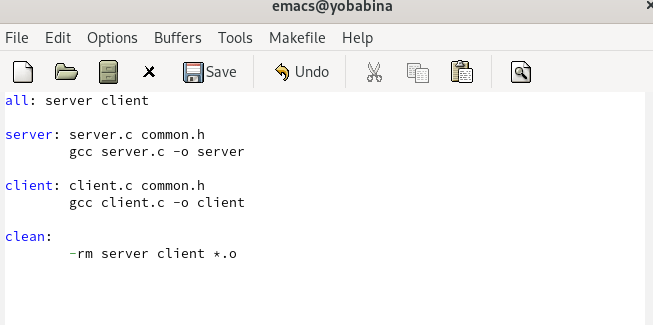 emacs@yobabina
File Edit Options Buffers Tools Makefile Help
Save Undo
all: server client
server: server.c common.h
gcc server.c -o server
client: client.c common.h
gcc client.c -o client
clean:
-rm server client *.o